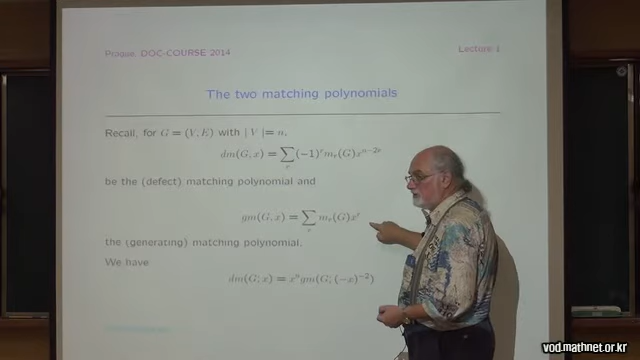 Prague, DOC-COURSE 2014
Lecture 1
The two matching polynomials
Recall, for G = (V, E) with | V |= n,
dm(G, x) = ∑_r (−1)^r m_r(G)x^{n−2r}
be the (defect) matching polynomial and
gm(G, x) = ∑_r m_r(G)x^r
the (generating) matching polynomial.
We have
dm(G; x) = x^n gm(G; (−x)^{−2})
vod.mathnet.or.kr